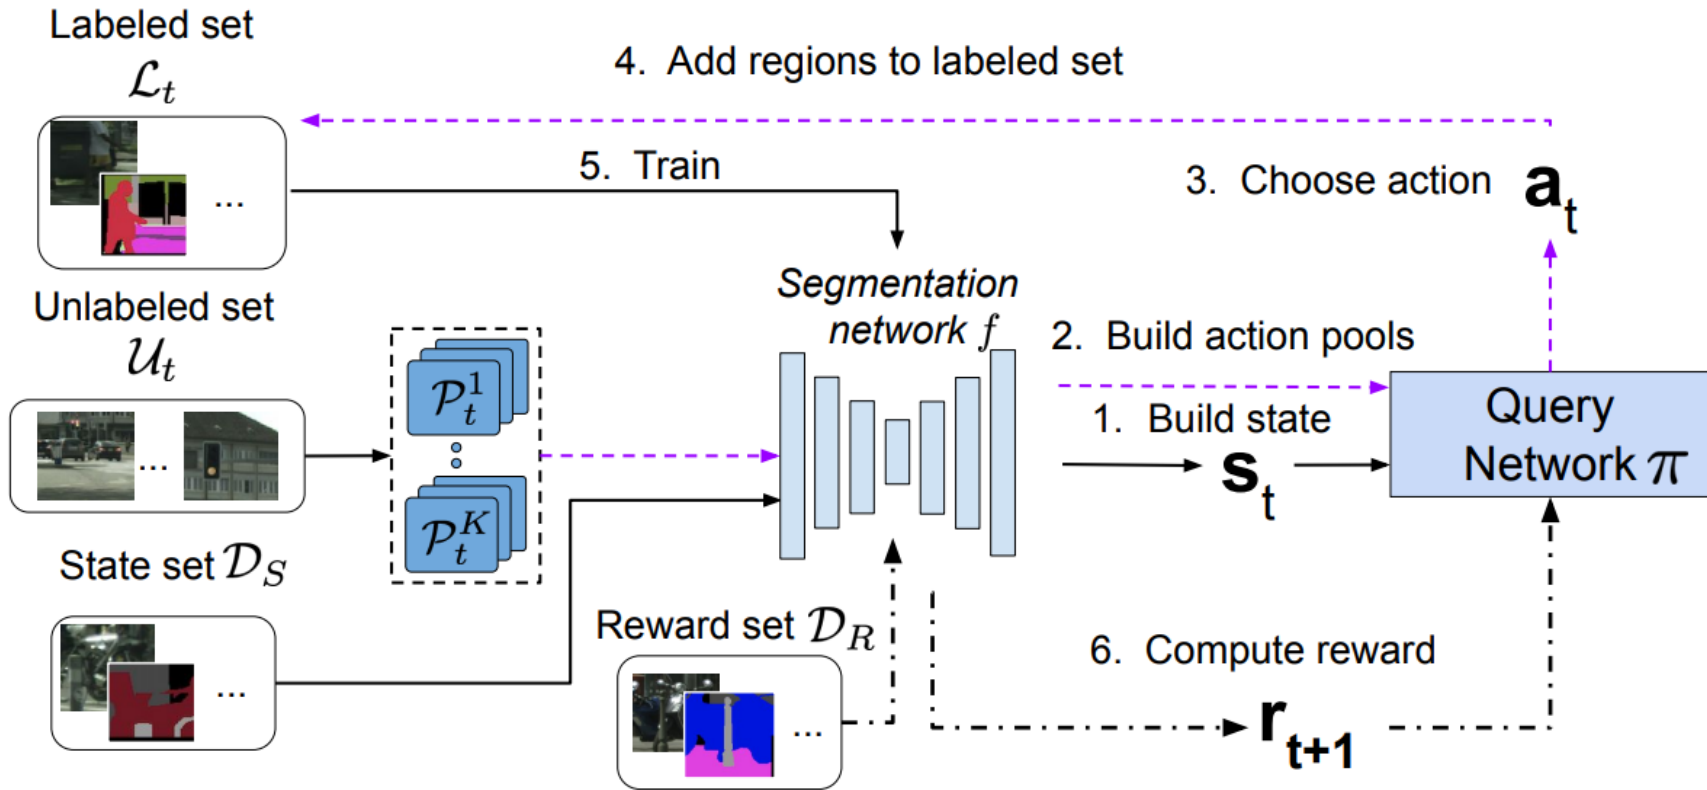 Labeled set
ℒₜ
4. Add regions to labeled set
5. Train
...
3. Choose action aₜ
Unlabeled set
𝒰ₜ
...
𝒫ₜ¹
𝒫ₜᴷ
Segmentation
network f
2. Build action pools
1. Build state
sₜ
Query
Network π
State set 𝒟_S
...
Reward set 𝒟_R
...
6. Compute reward
rₜ₊₁